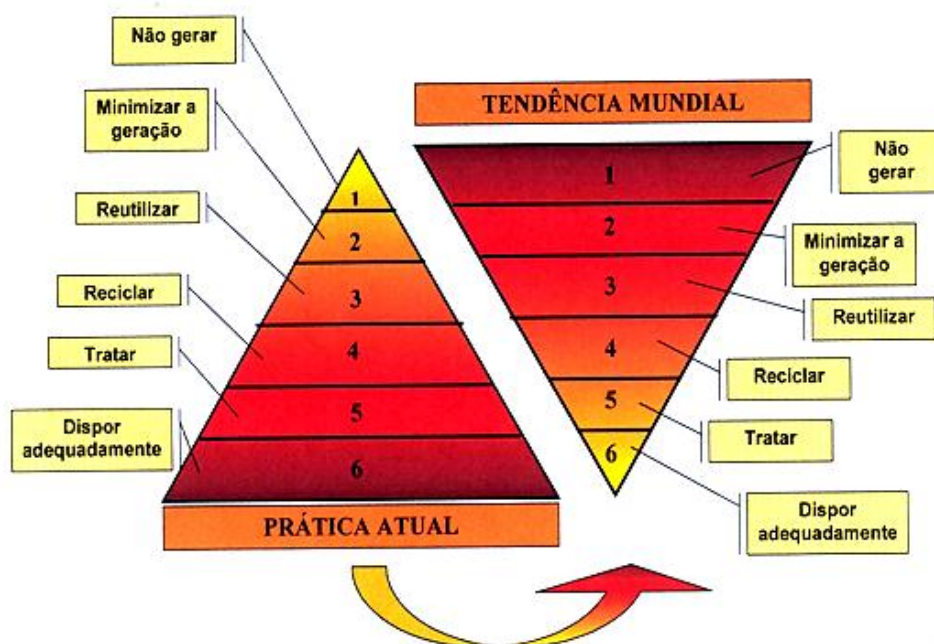 Não gerar
Minimizar a
geração
Reutilizar
Reciclar
Tratar
Dispor
adequadamente
1
2
3
4
5
6
PRÁTICA ATUAL
TENDÊNCIA MUNDIAL
1
2
3
4
5
6
Não
gerar
Minimizar a
geração
Reutilizar
Reciclar
Tratar
Dispor
adequadamente